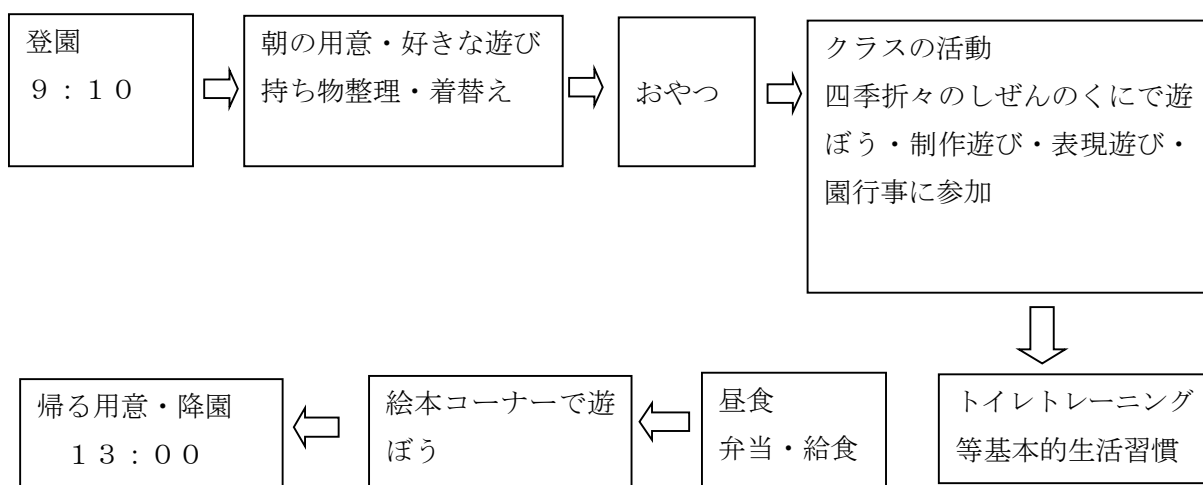 登園
９：１０
朝の用意・好きな遊び
持ち物整理・着替え
おやつ
クラスの活動
四季折々のしぜんのくにで遊
ぼう・制作遊び・表現遊び・
園行事に参加
トイレトレーニング
等基本的生活習慣
昼食
弁当・給食
絵本コーナーで遊
ぼう
帰る用意・降園
１３：００